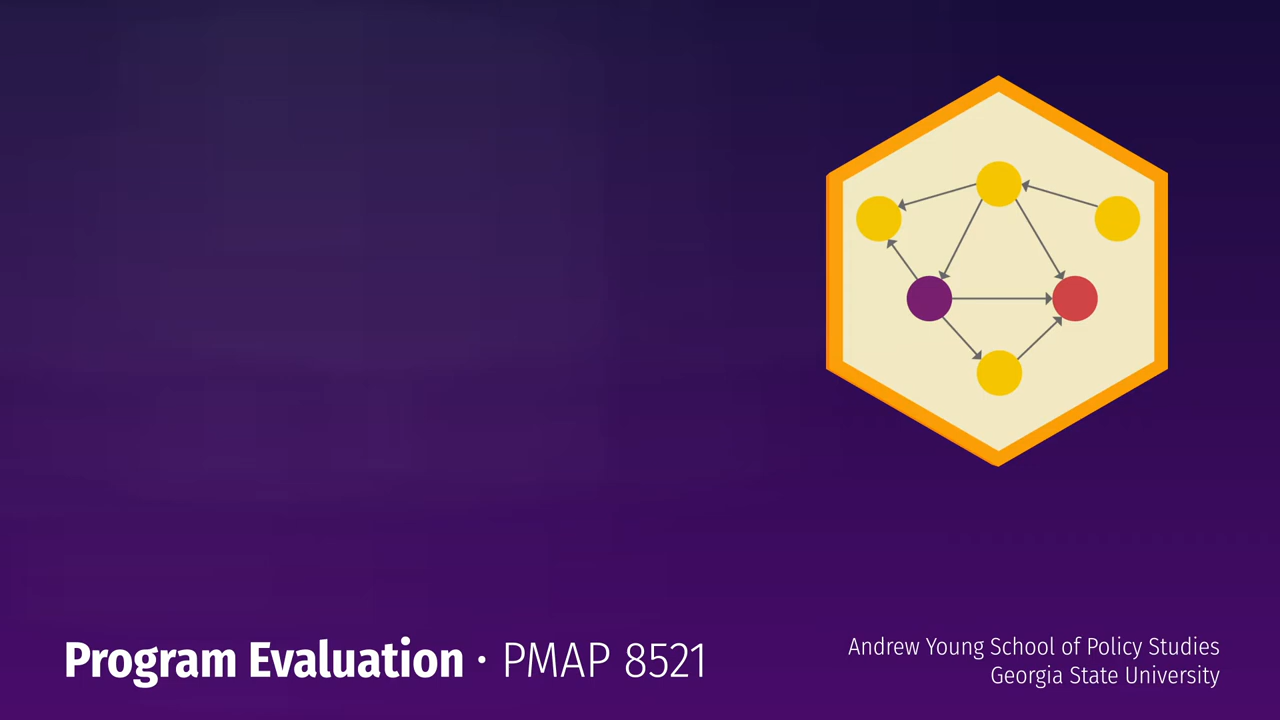 Program Evaluation · PMAP 8521
Andrew Young School of Policy Studies
Georgia State University